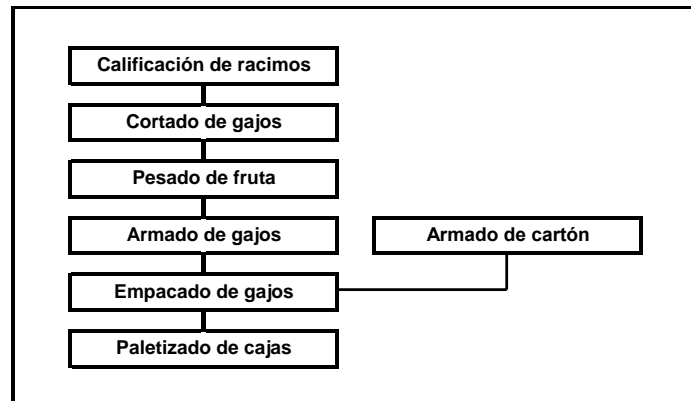 Calificación de racimos
Cortado de gajos
Pesado de fruta
Armado de gajos
Armado de cartón
Empacado de gajos
Paletizado de cajas